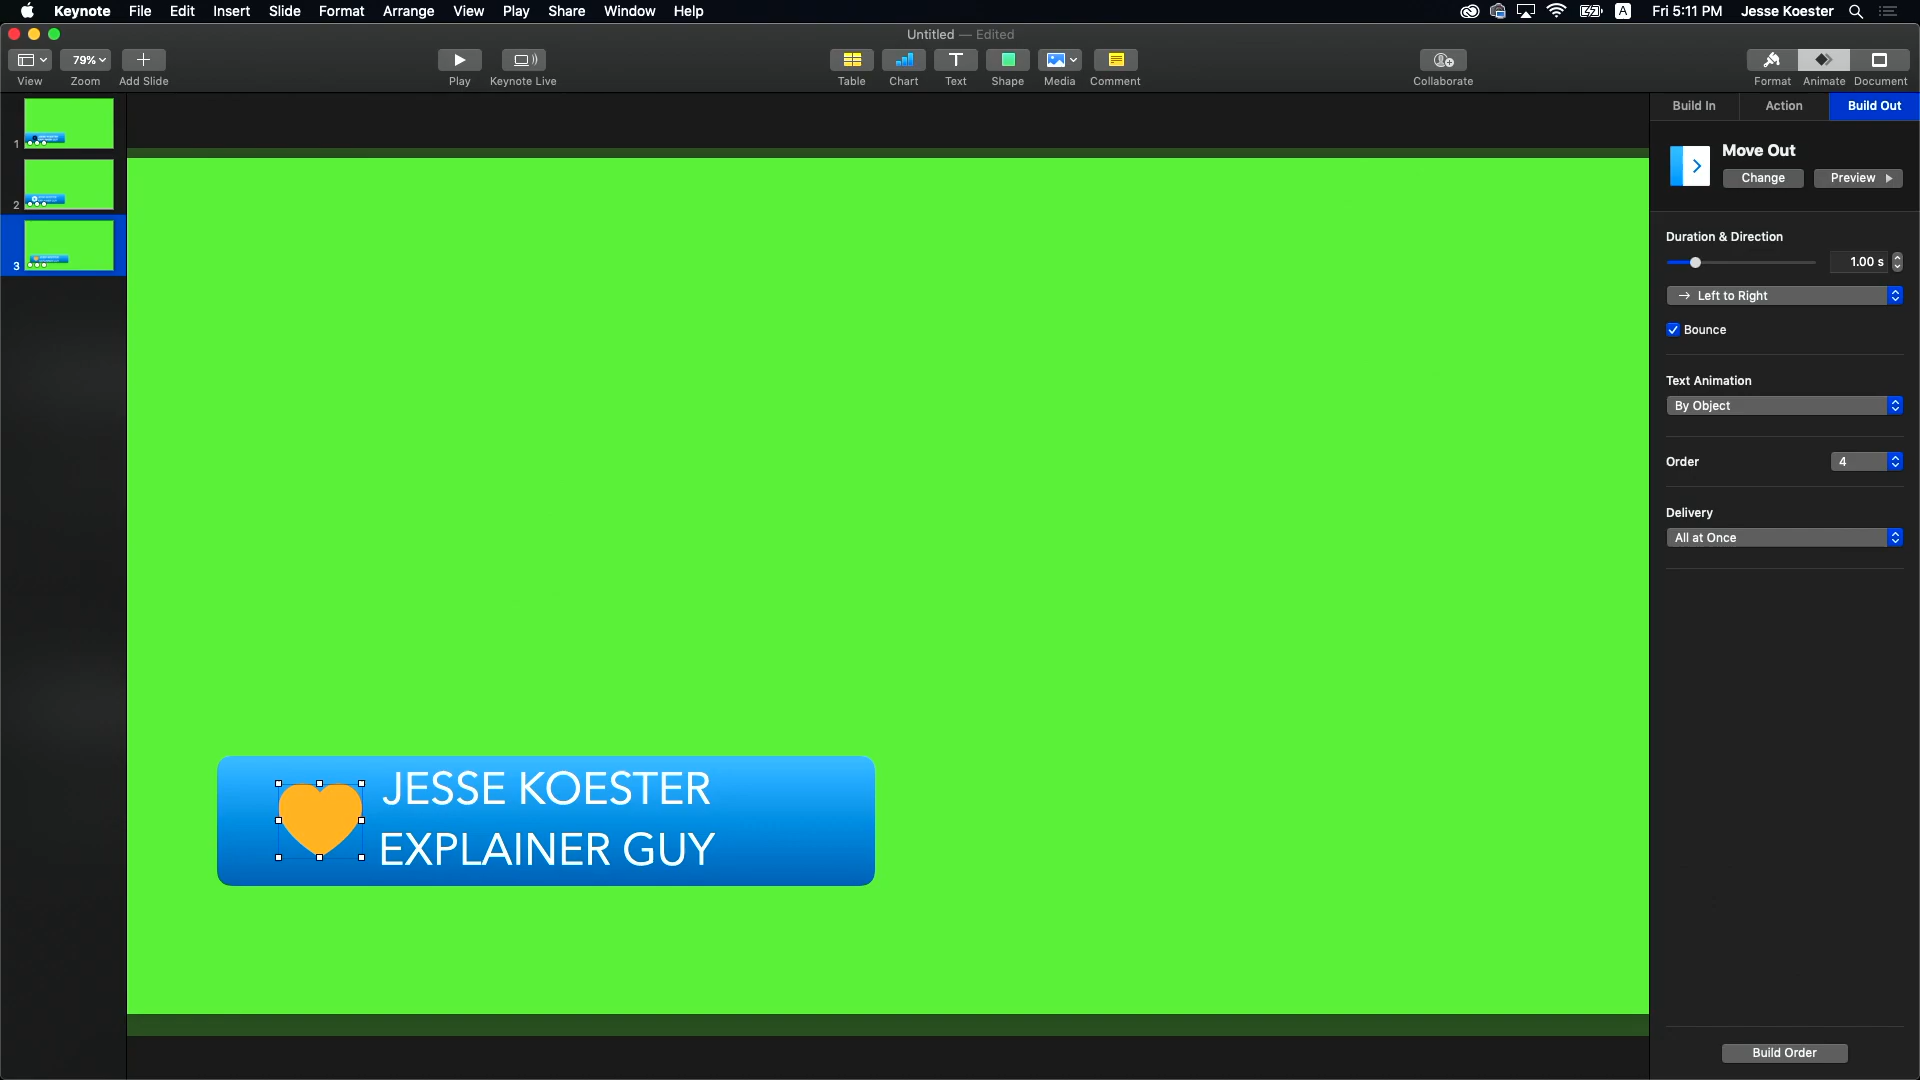 Keynote File Edit Insert Slide Format Arrange View Play Share Window Help
A Fri 5:11 PM Jesse Koester
Untitled — Edited
79%
View Zoom Add Slide Play Keynote Live Table Chart Text Shape Media Comment Collaborate Format Animate Document
Build In Action Build Out
Move Out
Change Preview
Duration & Direction
1.00 s
Left to Right
Bounce
Text Animation
By Object
Order 4
Delivery
All at Once
Build Order
1
2
3
JESSE KOESTER
EXPLAINER GUY